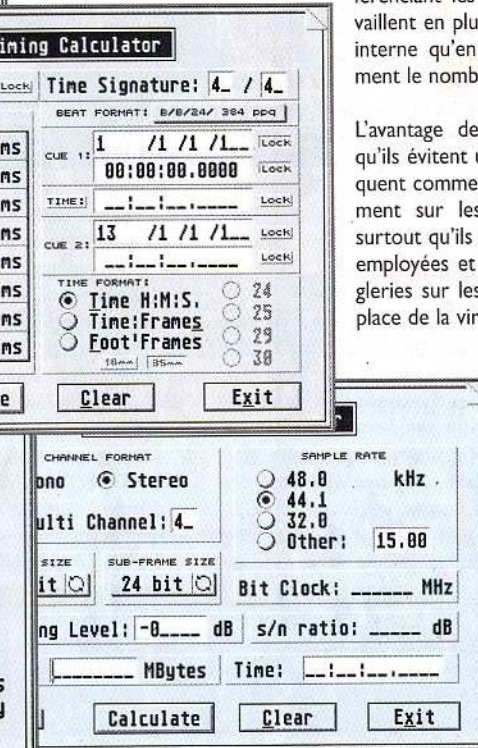 iming Calculator
Lock Time Signature: 4_ / 4_
BEAT FORMAT: B/B/24/ 384 ppq
ms
CUE 1: 1 /1 /1 /1__ Lock
ms
00:00:00.0000 Lock
ms
TIME: __:__:__.____ Lock
ms
CUE 2: 13 /1 /1 /1__ Lock
ms
__:__:__.____ Lock
TIME FORMAT:
ms
Time H:M:S. 24
ms
Time:Frames 25
Foot'Frames 29
ms
16mm 35mm 30
e Clear Exit
vaillent en plu
interne qu'en
ment le nomb
L'avantage de
qu'ils évitent u
quent comme
ment sur les
surtout qu'ils
employées et
gleries sur les
place de la vir
CHANNEL FORMAT
ono Stereo
ulti Channel: 4_
SAMPLE RATE
48.0 kHz
44.1
32.0
Other: 15.00
SIZE SUB-FRAME SIZE
it 24 bit
Bit Clock: ______ MHz
ng Level: -0____ dB s/n ratio: _____ dB
________ MBytes Time: __:__:__.____
Calculate Clear Exit
s
y